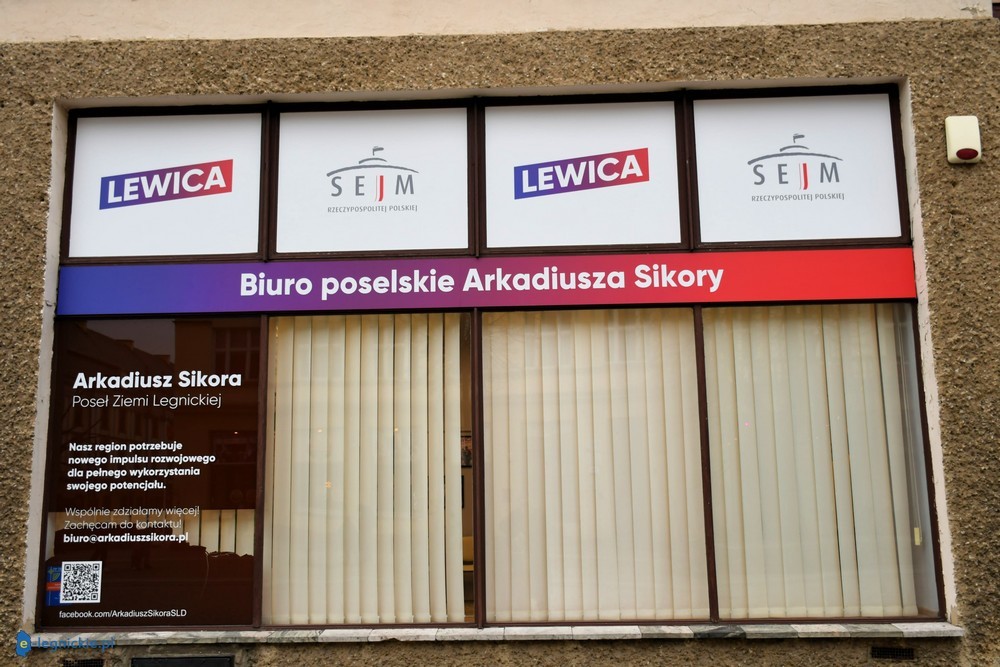 LEWICA
SEJM
RZECZYPOSPOLITEJ POLSKIEJ
LEWICA
SEJM
RZECZYPOSPOLITEJ POLSKIEJ
Biuro poselskie Arkadiusza Sikory
Arkadiusz Sikora
Poseł Ziemi Legnickiej
Nasz region potrzebuje
nowego impulsu rozwojowego
dla pełnego wykorzystania
swojego potencjału.
Wspólnie zdziałamy więcej!
Zachęcam do kontaktu!
biuro@arkadiuszsikora.pl
facebook.com/ArkadiuszSikoraSLD
e-legnickie.pl